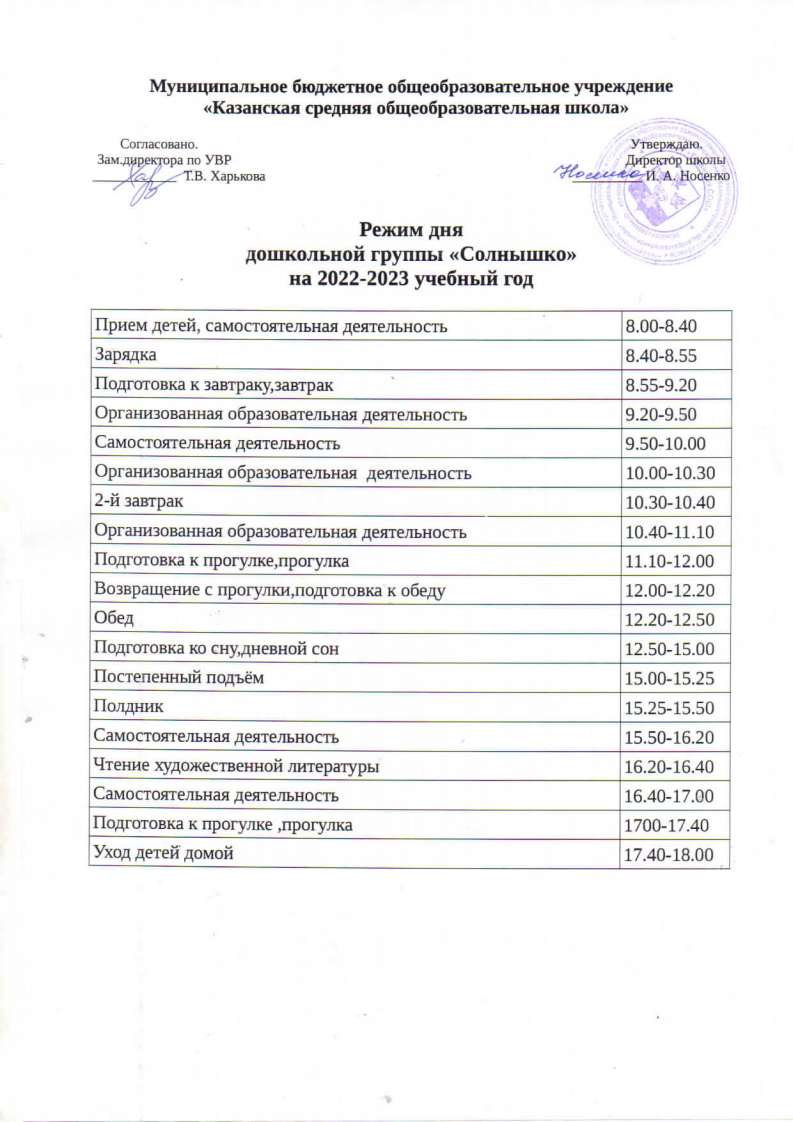 Муниципальное бюджетное общеобразовательное учреждение
«Казанская средняя общеобразовательная школа»
Согласовано. Утверждаю.
Зам.директора по УВР Директор школы
Т.В. Харькова Носенко И. А. Носенко
Режим дня
дошкольной группы «Солнышко»
на 2022-2023 учебный год
Прием детей, самостоятельная деятельность 8.00-8.40
Зарядка 8.40-8.55
Подготовка к завтраку,завтрак 8.55-9.20
Организованная образовательная деятельность 9.20-9.50
Самостоятельная деятельность 9.50-10.00
Организованная образовательная деятельность 10.00-10.30
2-й завтрак 10.30-10.40
Организованная образовательная деятельность 10.40-11.10
Подготовка к прогулке,прогулка 11.10-12.00
Возвращение с прогулки,подготовка к обеду 12.00-12.20
Обед 12.20-12.50
Подготовка ко сну,дневной сон 12.50-15.00
Постепенный подъём 15.00-15.25
Полдник 15.25-15.50
Самостоятельная деятельность 15.50-16.20
Чтение художественной литературы 16.20-16.40
Самостоятельная деятельность 16.40-17.00
Подготовка к прогулке ,прогулка 1700-17.40
Уход детей домой 17.40-18.00